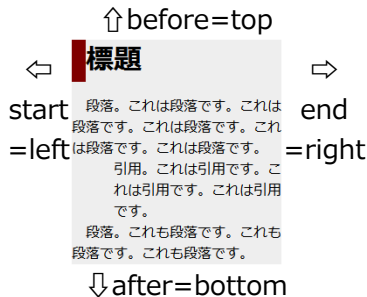 ⇧before=top
標題
⇦ ⇨
start
=left
段落。これは段落です。これは
段落です。これは段落です。これ
は段落です。これは段落です。
引用。これは引用です。こ
れは引用です。これは引用
です。
段落。これも段落です。これも
段落です。これも段落です。
end
=right
⇩after=bottom